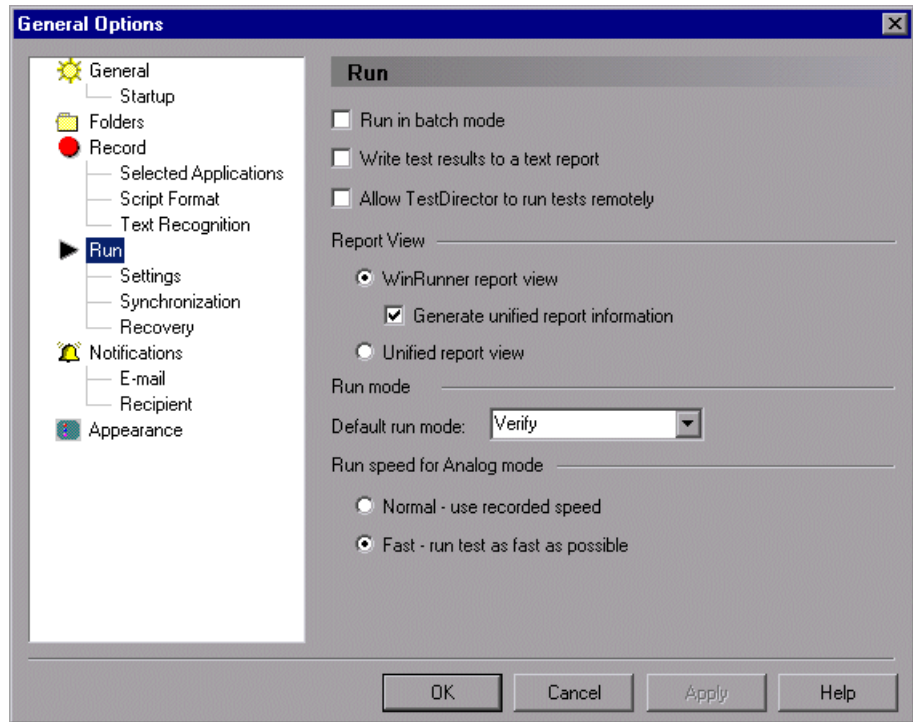 General Options
General
Startup
Folders
Record
Selected Applications
Script Format
Text Recognition
Run
Settings
Synchronization
Recovery
Notifications
E-mail
Recipient
Appearance
Run
Run in batch mode
Write test results to a text report
Allow TestDirector to run tests remotely
Report View
WinRunner report view
Generate unified report information
Unified report view
Run mode
Default run mode: Verify
Run speed for Analog mode
Normal - use recorded speed
Fast - run test as fast as possible
OK Cancel Apply Help